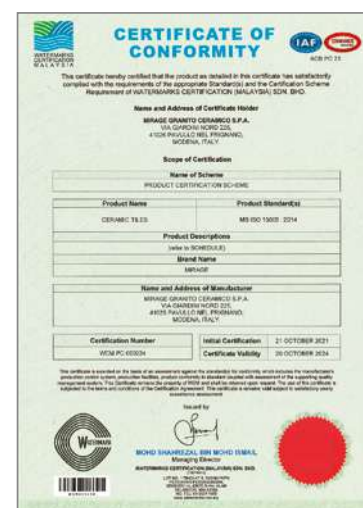 WATERMARKS
CERTIFICATION
MALAYSIA
CERTIFICATE OF
CONFORMITY
IAF
ACB PC 23
This certificate hereby certified that the product as detailed in this certificate has satisfactorily
complied with the requirements of the appropriate Standard(s) and the Certification Scheme
Requirement of WATERMARKS CERTIFICATION (MALAYSIA) SDN. BHD.
Name and Address of Certificate Holder
MIRAGE GRANITO CERAMICO S.P.A.
VIA GIARDINI NORD 225,
41026 PAVULLO NEL FRIGNANO,
MODENA, ITALY.
Scope of Certification
Name of Scheme
PRODUCT CERTIFICATION SCHEME
Product Name
Product Standard(s)
CERAMIC TILES
MS ISO 13006 : 2014
Product Descriptions
(refer to SCHEDULE)
Brand Name
MIRAGE
Name and Address of Manufacturer
MIRAGE GRANITO CERAMICO S.P.A.
VIA GIARDINI NORD 225,
41026 PAVULLO NEL FRIGNANO,
MODENA, ITALY.
Certification Number
Initial Certification
21 OCTOBER 2021
Certificate Validity
20 OCTOBER 2024
Issued by
WATERMARK
MOHD SHAHREZAL BIN MOHD ISMAIL
Managing Director
WATERMARKS CERTIFICATION (MALAYSIA) SDN. BHD.